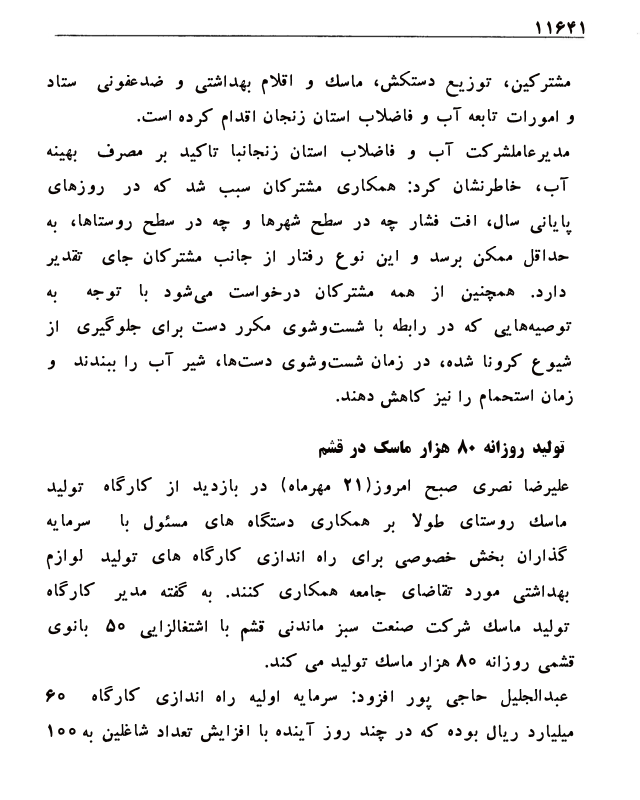 ۱۱۶۴۱
مشترکین، توزیع دستکش، ماسك و اقلام بهداشتی و ضدعفونی ستاد
و امورات تابعه آب و فاضلاب استان زنجان اقدام کرده است.
مدیرعاملشرکت آب و فاضلاب استان زنجانبا تاکید بر مصرف بهینه
آب، خاطرنشان کرد: همکاری مشترکان سبب شد که در روزهای
پایانی سال، افت فشار چه در سطح شهرها و چه در سطح روستاها، به
حداقل ممکن برسد و این نوع رفتار از جانب مشترکان جای تقدیر
دارد. همچنین از همه مشترکان درخواست می‌شود با توجه به
توصیه‌هایی که در رابطه با شست‌وشوی مکرر دست برای جلوگیری از
شیوع کرونا شده، در زمان شست‌وشوی دست‌ها، شیر آب را ببندند و
زمان استحمام را نیز کاهش دهند.
تولید روزانه ۸۰ هزار ماسک در قشم
علیرضا نصری صبح امروز(۲۱ مهرماه) در بازدید از کارگاه تولید
ماسك روستای طولا بر همکاری دستگاه های مسئول با سرمایه
گذاران بخش خصوصی برای راه اندازی کارگاه های تولید لوازم
بهداشتی مورد تقاضای جامعه همکاری کنند. به گفته مدیر کارگاه
تولید ماسك شرکت صنعت سبز ماندنی قشم با اشتغالزایی ۵۰ بانوی
قشمی روزانه ۸۰ هزار ماسك تولید می کند.
عبدالجلیل حاجی پور افزود: سرمایه اولیه راه اندازی کارگاه ۶۰
میلیارد ریال بوده که در چند روز آینده با افزایش تعداد شاغلین به ۱۰۰